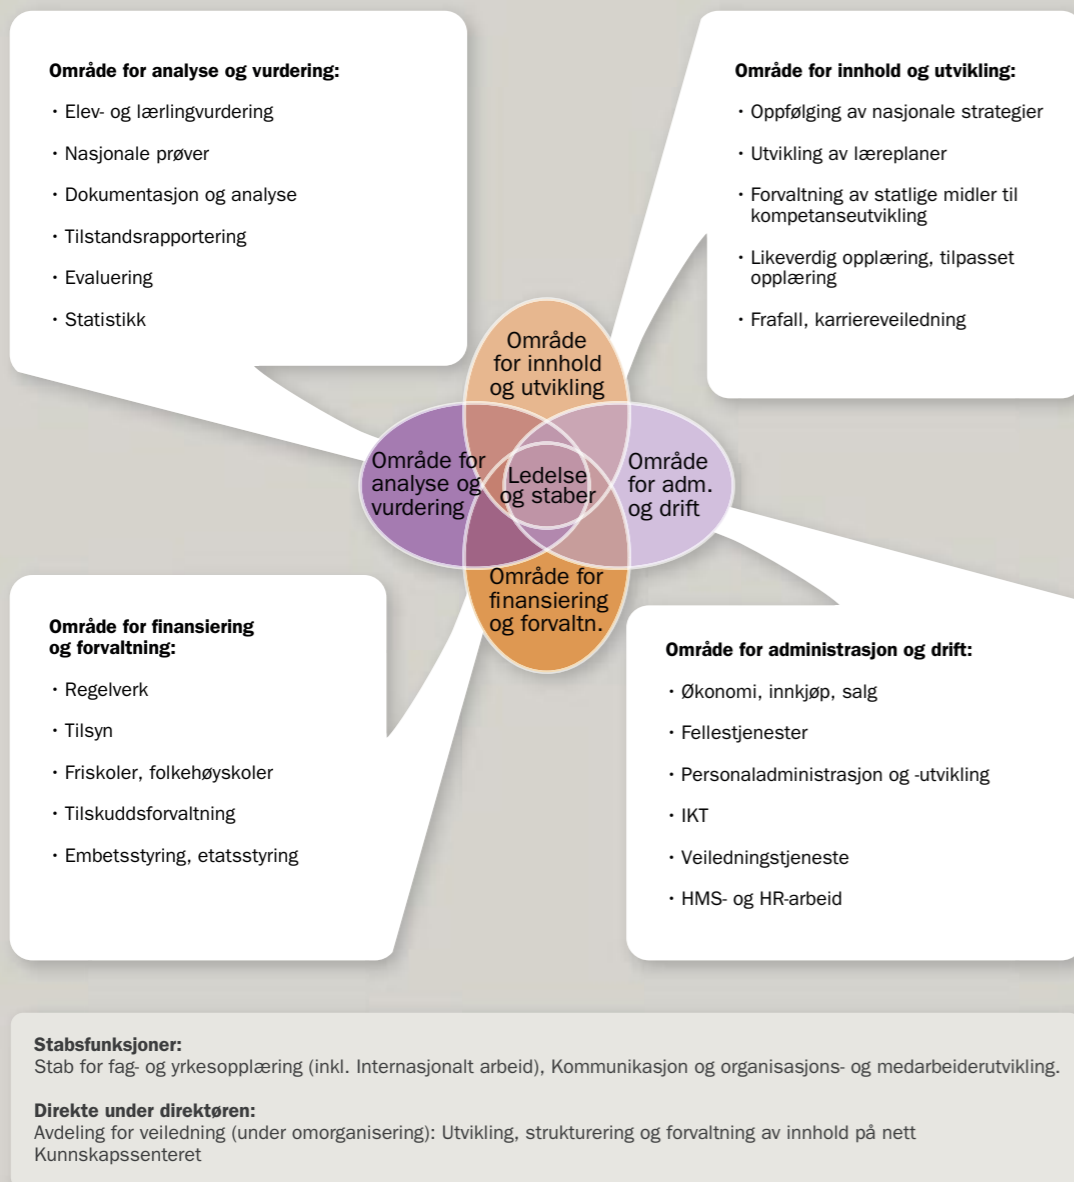 Område for analyse og vurdering:
· Elev- og lærlingvurdering
· Nasjonale prøver
· Dokumentasjon og analyse
· Tilstandsrapportering
· Evaluering
· Statistikk
Område for innhold og utvikling:
· Oppfølging av nasjonale strategier
· Utvikling av læreplaner
· Forvaltning av statlige midler til
kompetanseutvikling
· Likeverdig opplæring, tilpasset
opplæring
· Frafall, karriereveiledning
Område
for innhold
og utvikling
Område for
analyse og
vurdering
Ledelse
og staber
Område
for adm.
og drift
Område for
finansiering
og forvaltn.
Område for finansiering
og forvaltning:
· Regelverk
· Tilsyn
· Friskoler, folkehøyskoler
· Tilskuddsforvaltning
· Embetsstyring, etatsstyring
Område for administrasjon og drift:
· Økonomi, innkjøp, salg
· Fellestjenester
· Personaladministrasjon og -utvikling
· IKT
· Veiledningstjeneste
· HMS- og HR-arbeid
Stabsfunksjoner:
Stab for fag- og yrkesopplæring (inkl. Internasjonalt arbeid), Kommunikasjon og organisasjons- og medarbeiderutvikling.
Direkte under direktøren:
Avdeling for veiledning (under omorganisering): Utvikling, strukturering og forvaltning av innhold på nett
Kunnskapssenteret